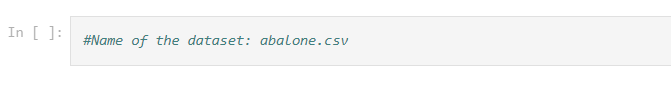 In [ ]: #Name of the dataset: abalone.csv